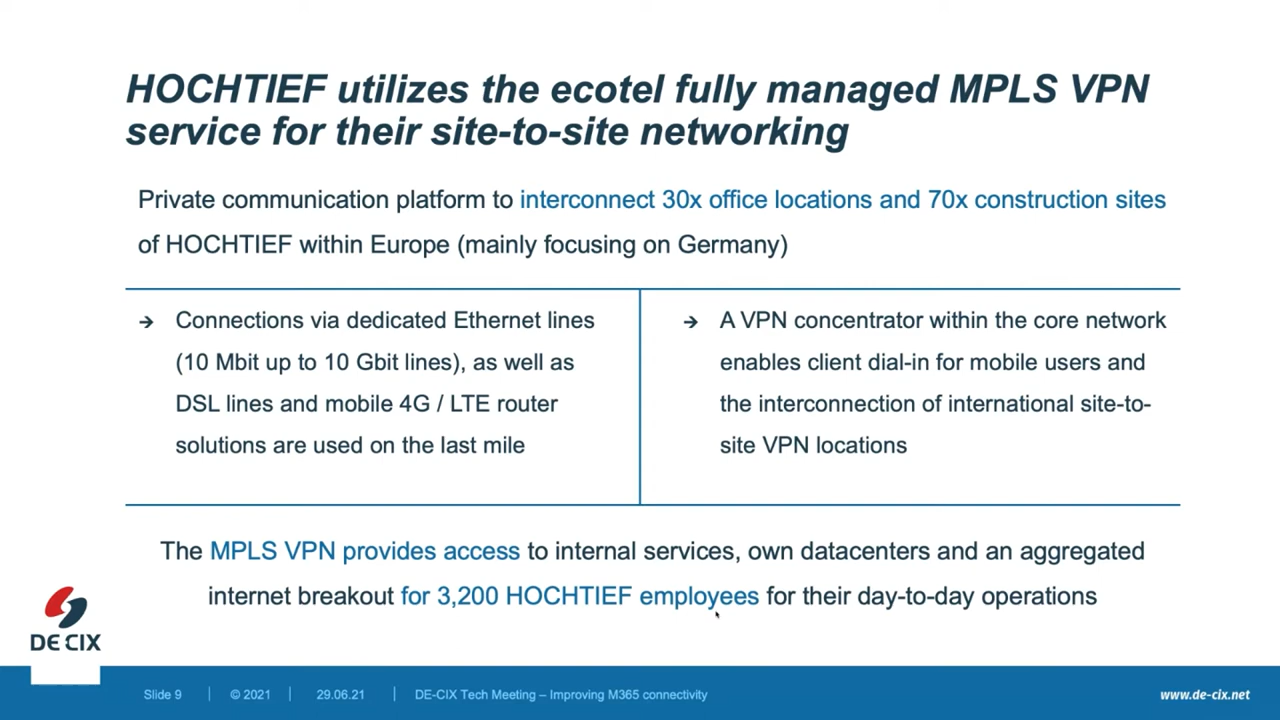 HOCHTIEF utilizes the ecotel fully managed MPLS VPN
service for their site-to-site networking
Private communication platform to interconnect 30x office locations and 70x construction sites
of HOCHTIEF within Europe (mainly focusing on Germany)
→ Connections via dedicated Ethernet lines
(10 Mbit up to 10 Gbit lines), as well as
DSL lines and mobile 4G / LTE router
solutions are used on the last mile
→ A VPN concentrator within the core network
enables client dial-in for mobile users and
the interconnection of international site-to-
site VPN locations
The MPLS VPN provides access to internal services, own datacenters and an aggregated
internet breakout for 3,200 HOCHTIEF employees for their day-to-day operations
DE CIX
Slide 9 | © 2021 | 29.06.21 | DE-CIX Tech Meeting – Improving M365 connectivity
www.de-cix.net